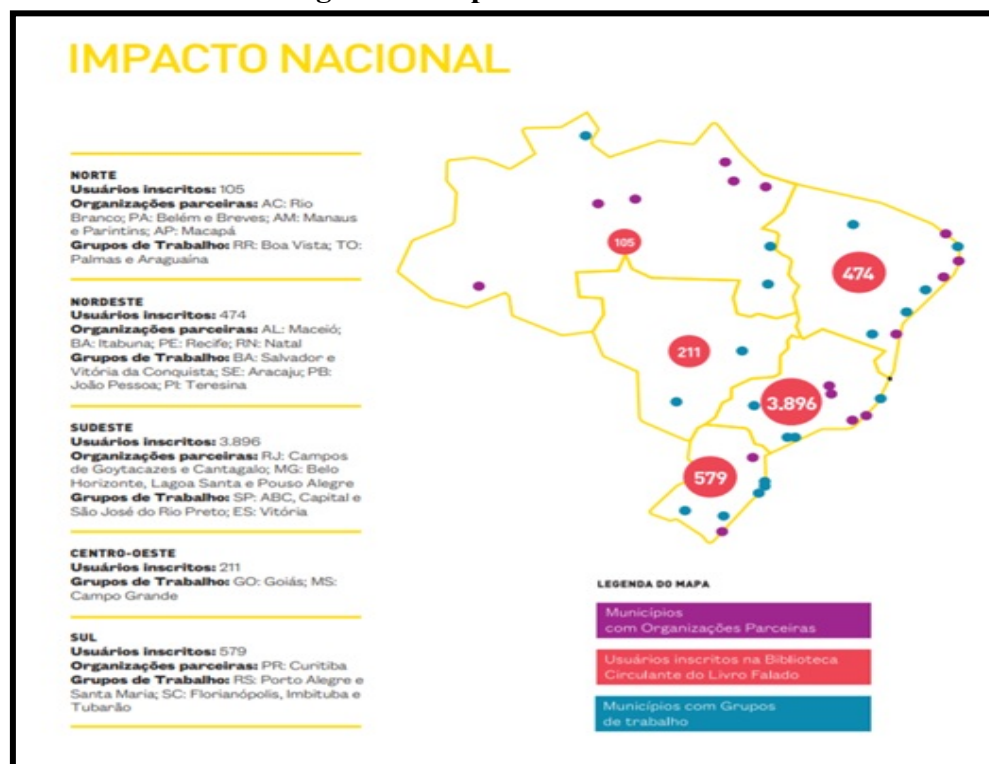 IMPACTO NACIONAL
NORTE
Usuários inscritos: 105
Organizações parceiras: AC: Rio
Branco; PA: Belém e Breves; AM: Manaus
e Parintins; AP: Macapá
Grupos de Trabalho: RR: Boa Vista; TO:
Palmas e Araguaína
NORDESTE
Usuários inscritos: 474
Organizações parceiras: AL: Maceió;
BA: Itabuna; PE: Recife; RN: Natal
Grupos de Trabalho: BA: Salvador e
Vitória da Conquista; SE: Aracaju; PB:
João Pessoa; PI: Teresina
SUDESTE
Usuários inscritos: 3.896
Organizações parceiras: RJ: Campos
de Goytacazes e Cantagalo; MG: Belo
Horizonte, Lagoa Santa e Pouso Alegre
Grupos de Trabalho: SP: ABC, Capital e
São José do Rio Preto; ES: Vitória
CENTRO-OESTE
Usuários inscritos: 211
Grupos de Trabalho: GO: Goiás; MS:
Campo Grande
SUL
Usuários inscritos: 579
Organizações parceiras: PR: Curitiba
Grupos de Trabalho: RS: Porto Alegre e
Santa Maria; SC: Florianópolis, Imbituba e
Tubarão
105
474
211
3.896
579
LEGENDA DO MAPA
Municípios
com Organizações Parceiras
Usuários inscritos na Biblioteca
Circulante do Livro Falado
Municípios com Grupos
de trabalho